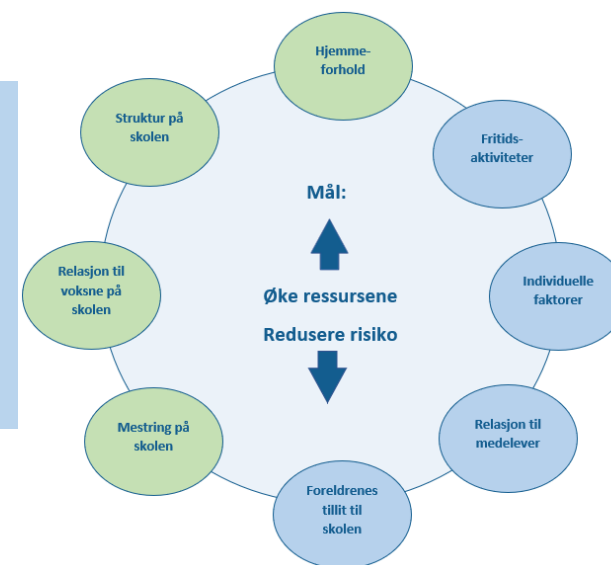 Hjemme-
forhold
Fritids-
aktiviteter
Individuelle
faktorer
Relasjon til
medelever
Foreldrenes
tillit til
skolen
Mestring på
skolen
Relasjon til
voksne på
skolen
Struktur på
skolen
Mål:
Øke ressursene
Redusere risiko